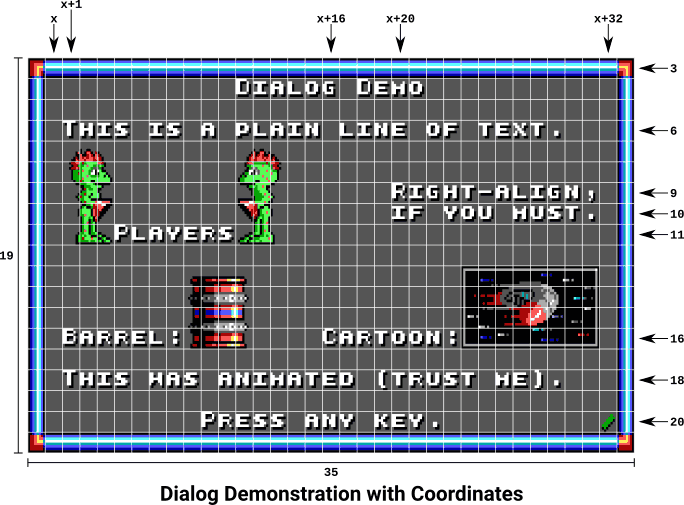 x+1
x x+16 x+20 x+32
3
DIALOG DEMO
THIS IS A PLAIN LINE OF TEXT. 6
RIGHT-ALIGN, 9
IF YOU MUST. 10
PLAYERS 11
19
BARREL: CARTOON: 16
THIS WAS ANIMATED (TRUST ME). 18
PRESS ANY KEY. 20
35
Dialog Demonstration with Coordinates